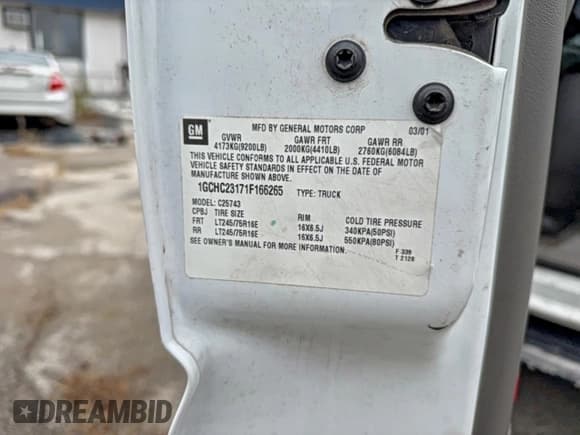 GM
MFD BY GENERAL MOTORS CORP 03/01
GVWR GAWR FRT GAWR RR
4173KG(9200LB) 2000KG(4410LB) 2760KG(6084LB)
THIS VEHICLE CONFORMS TO ALL APPLICABLE U.S. FEDERAL MOTOR
VEHICLE SAFETY STANDARDS IN EFFECT ON THE DATE OF
MANUFACTURE SHOWN ABOVE.
1GCHC23171F166265 TYPE: TRUCK
MODEL: C25743
CPBJ TIRE SIZE RIM COLD TIRE PRESSURE
FRT LT245/75R16E 16X6.5J 340KPA(50PSI)
RR LT245/75R16E 16X6.5J 550KPA(80PSI)
SEE OWNER'S MANUAL FOR MORE INFORMATION.
F 339
T 2128
DREAMBID